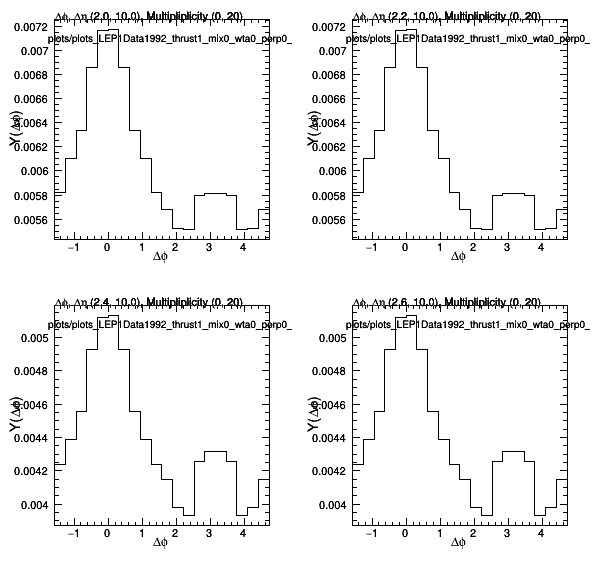 Δϕ, Δη (2.0, 10.0), Multipliplicity (0, 20)
plots/plots_LEP1Data1992_thrust1_mix0_wta0_perp0_
Y(Δϕ)
0.0072
0.007
0.0068
0.0066
0.0064
0.0062
0.006
0.0058
0.0056
−1 0 1 2 3 4
Δϕ
Δϕ, Δη (2.2, 10.0), Multipliplicity (0, 20)
plots/plots_LEP1Data1992_thrust1_mix0_wta0_perp0_
Y(Δϕ)
0.0072
0.007
0.0068
0.0066
0.0064
0.0062
0.006
0.0058
0.0056
−1 0 1 2 3 4
Δϕ
Δϕ, Δη (2.4, 10.0), Multipliplicity (0, 20)
plots/plots_LEP1Data1992_thrust1_mix0_wta0_perp0_
Y(Δϕ)
0.005
0.0048
0.0046
0.0044
0.0042
0.004
−1 0 1 2 3 4
Δϕ
Δϕ, Δη (2.6, 10.0), Multipliplicity (0, 20)
plots/plots_LEP1Data1992_thrust1_mix0_wta0_perp0_
Y(Δϕ)
0.005
0.0048
0.0046
0.0044
0.0042
0.004
−1 0 1 2 3 4
Δϕ